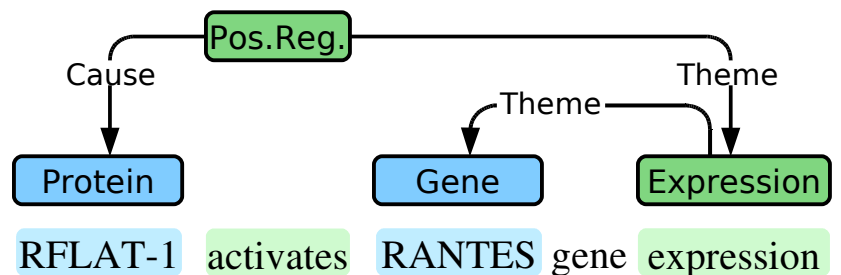 Pos.Reg.
Cause Theme
Theme
Protein Gene Expression
RFLAT-1 activates RANTES gene expression